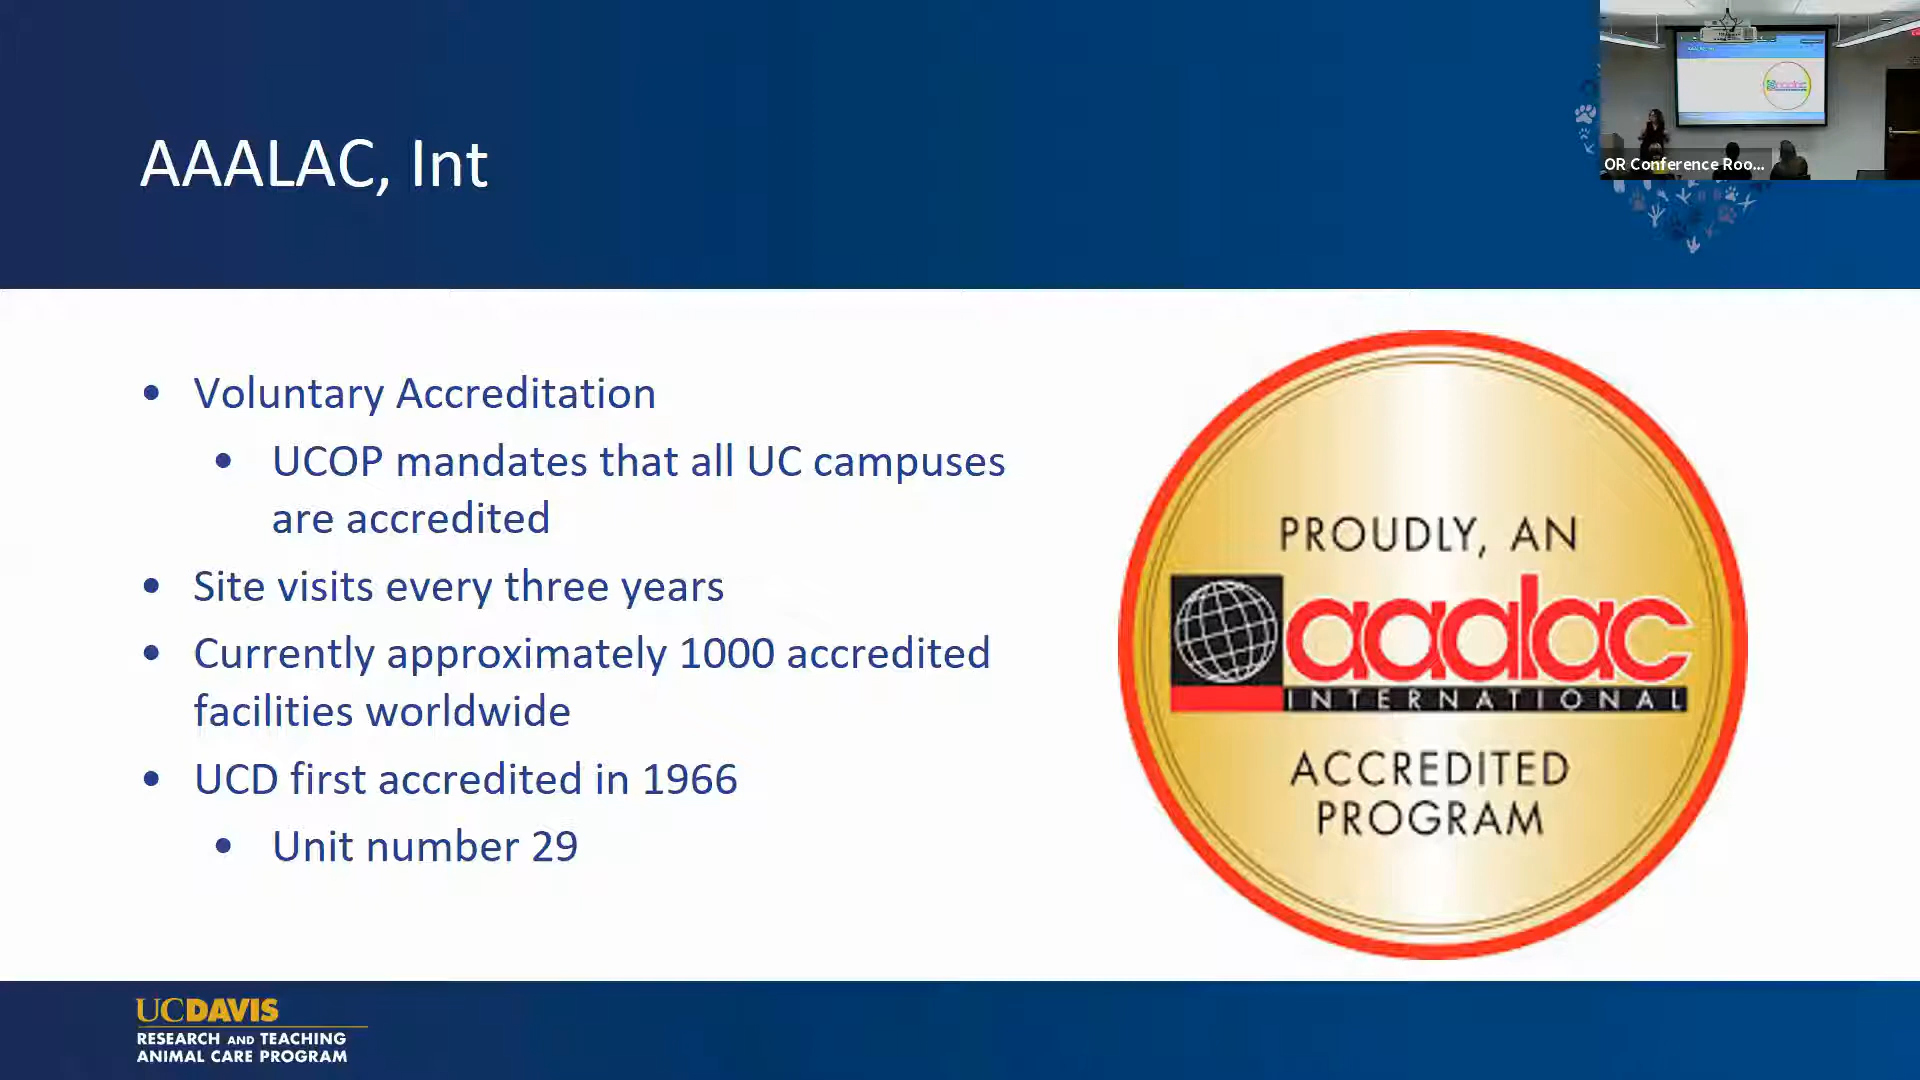 AAALAC, Int
OR Conference Roo...
• Voluntary Accreditation
• UCOP mandates that all UC campuses
are accredited
• Site visits every three years
• Currently approximately 1000 accredited
facilities worldwide
• UCD first accredited in 1966
• Unit number 29
PROUDLY, AN
aaalac
INTERNATIONAL
ACCREDITED
PROGRAM
UCDAVIS
RESEARCH AND TEACHING
ANIMAL CARE PROGRAM